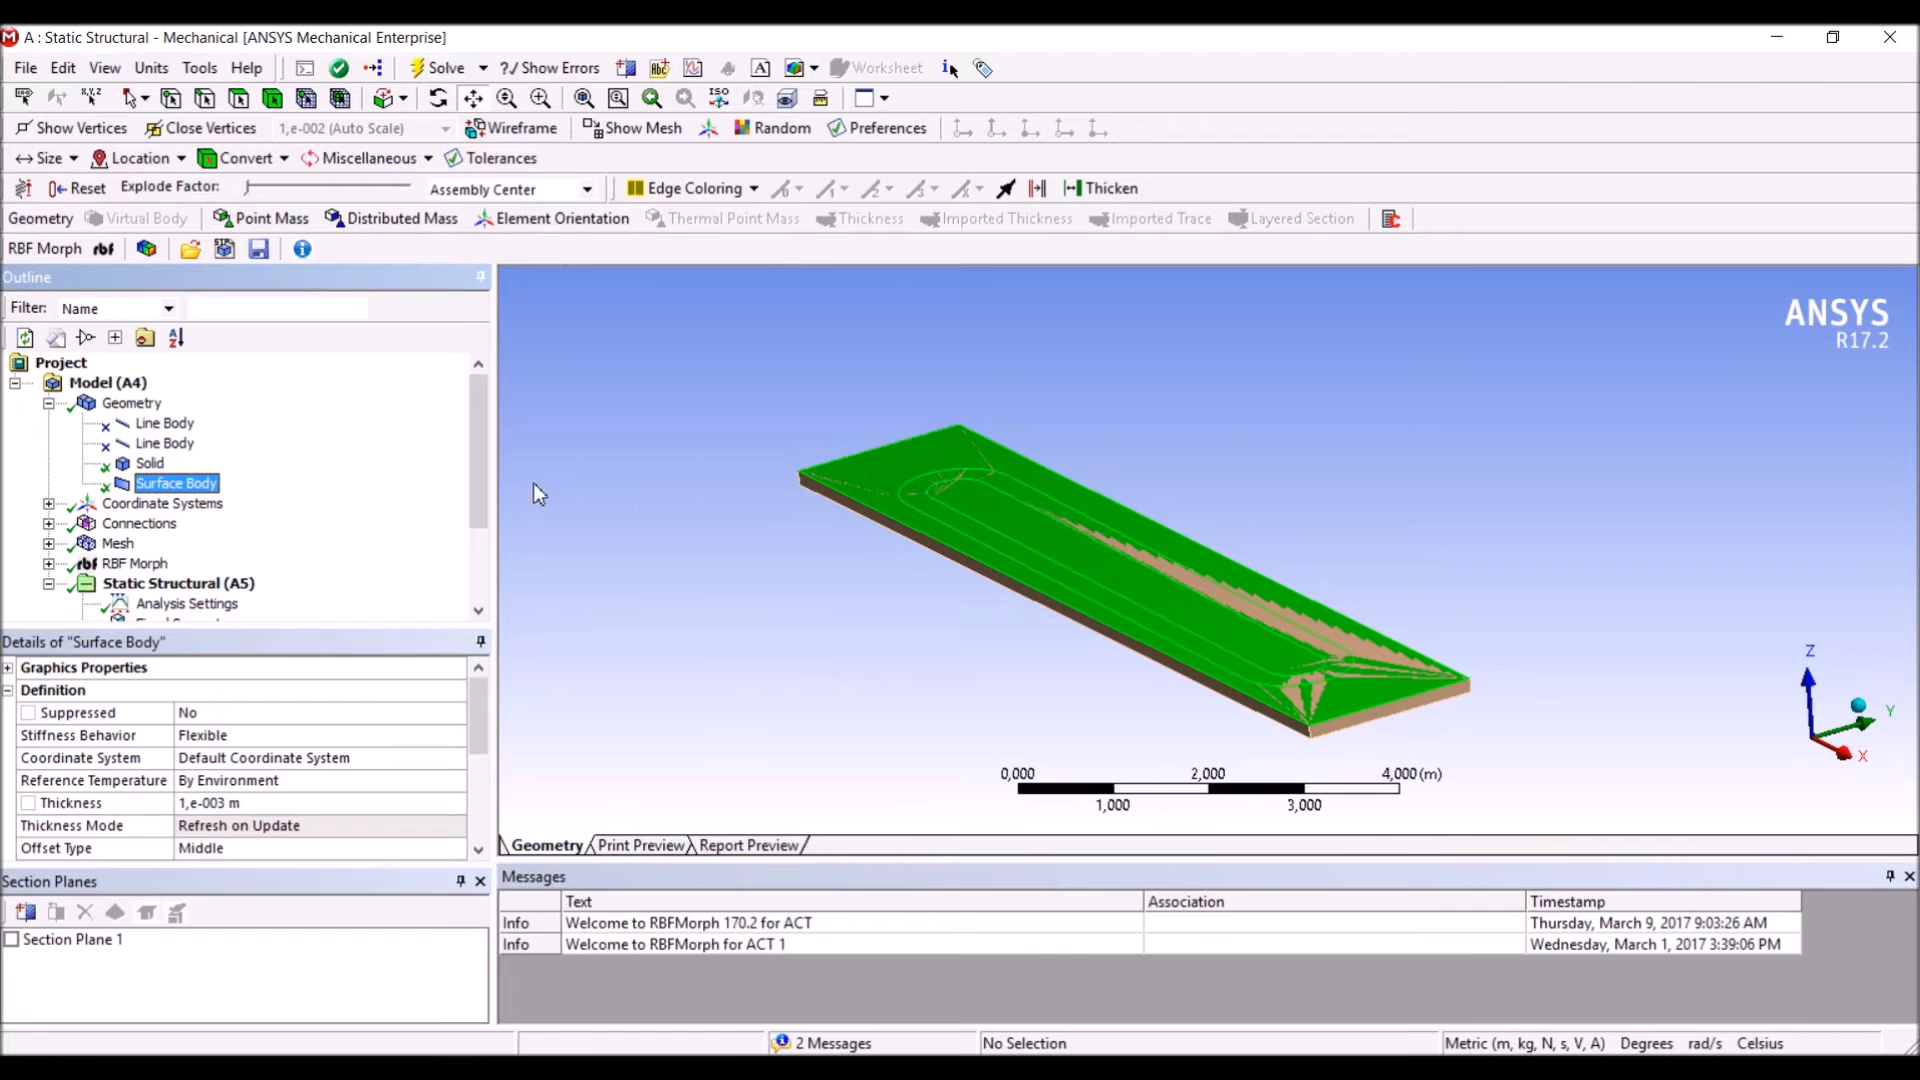 A : Static Structural - Mechanical [ANSYS Mechanical Enterprise]
File Edit View Units Tools Help Solve ?/ Show Errors Worksheet
Show Vertices Close Vertices 1,e-002 (Auto Scale) Wireframe Show Mesh Random Preferences
Size Location Convert Miscellaneous Tolerances
Reset Explode Factor: Assembly Center Edge Coloring Thicken
Geometry Virtual Body Point Mass Distributed Mass Element Orientation Thermal Point Mass Thickness Imported Thickness Imported Trace Layered Section
RBF Morph rbf
Outline
Filter: Name
Project
Model (A4)
Geometry
Line Body
Line Body
Solid
Surface Body
Coordinate Systems
Connections
Mesh
rbf RBF Morph
Static Structural (A5)
Analysis Settings
Details of "Surface Body"
Graphics Properties
Definition
Suppressed No
Stiffness Behavior Flexible
Coordinate System Default Coordinate System
Reference Temperature By Environment
Thickness 1,e-003 m
Thickness Mode Refresh on Update
Offset Type Middle
Section Planes
Section Plane 1
ANSYS
R17.2
Z
Y
X
0,000 2,000 4,000 (m)
1,000 3,000
Geometry Print Preview Report Preview
Messages
Text Association Timestamp
Info Welcome to RBFMorph 170.2 for ACT Thursday, March 9, 2017 9:03:26 AM
Info Welcome to RBFMorph for ACT 1 Wednesday, March 1, 2017 3:39:06 PM
2 Messages No Selection Metric (m, kg, N, s, V, A) Degrees rad/s Celsius